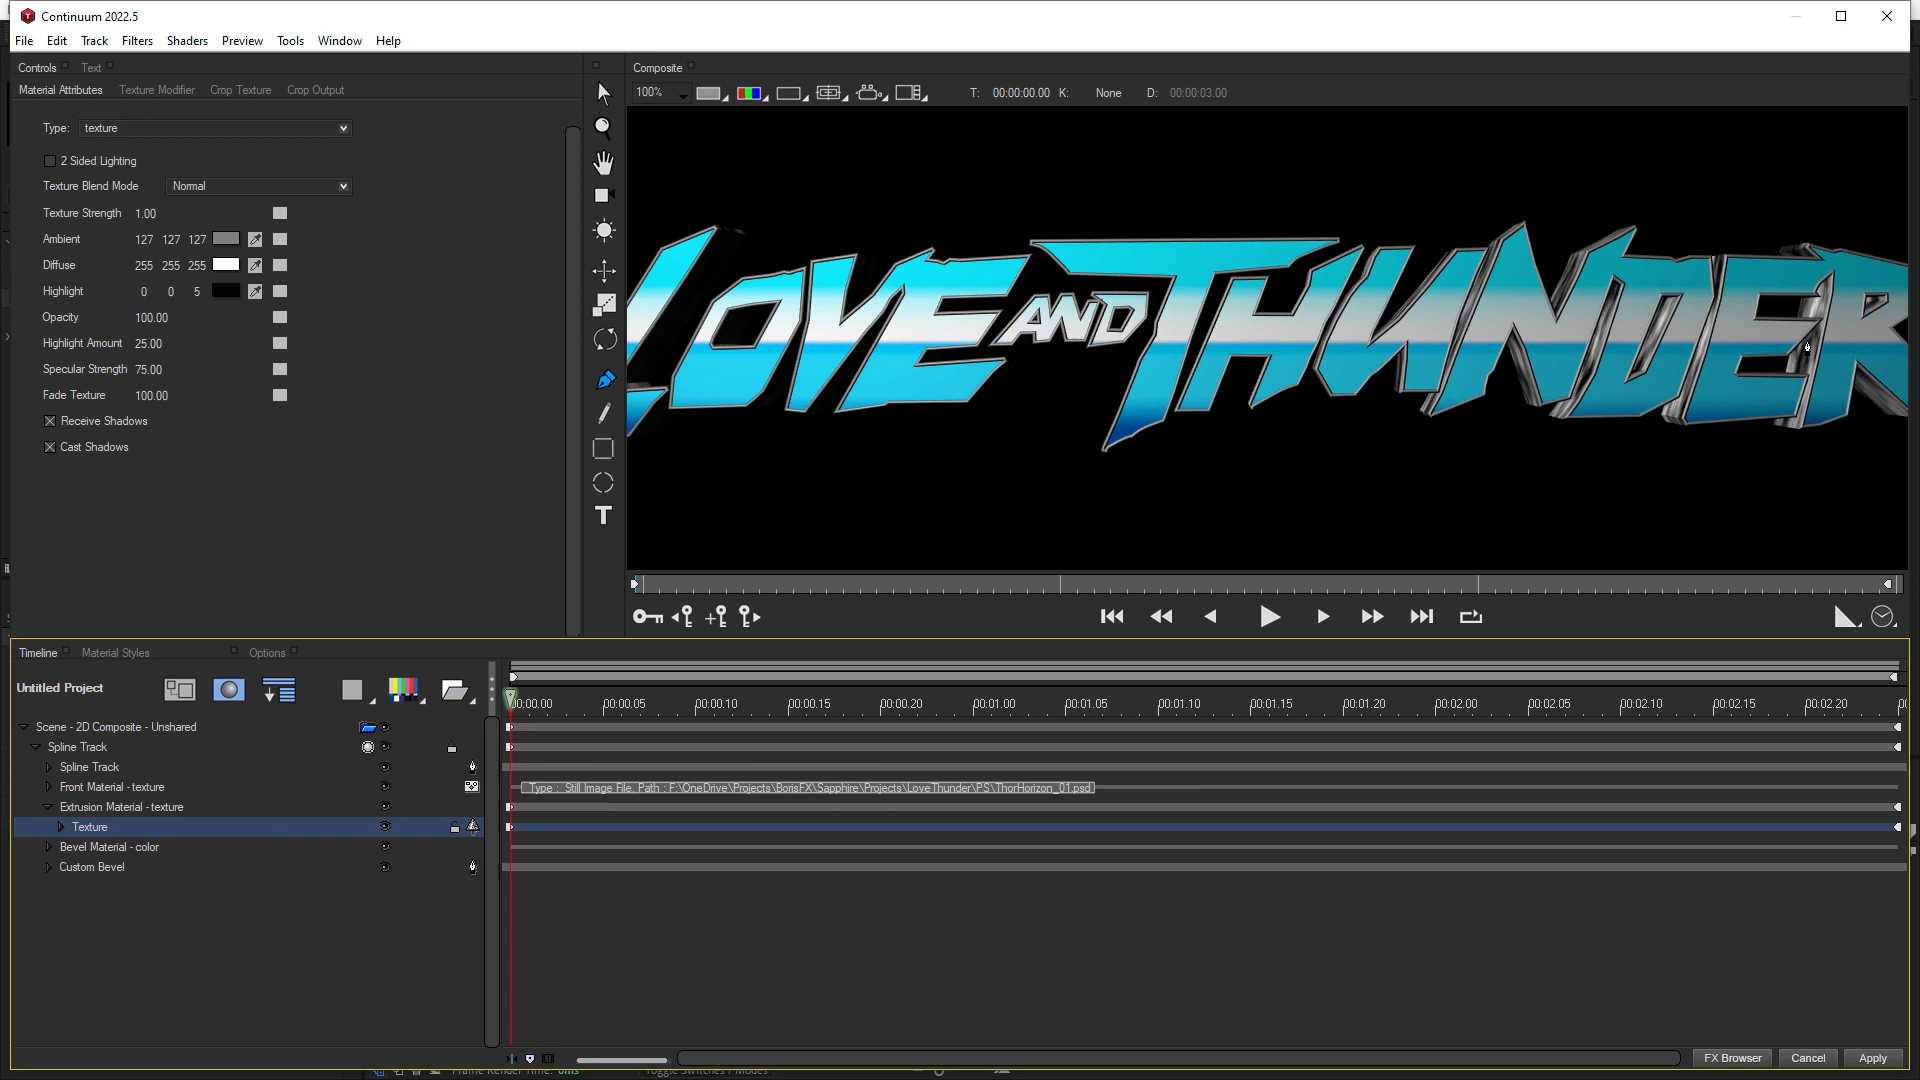 Continuum 2022.5
File Edit Track Filters Shaders Preview Tools Window Help
Controls Text
Composite
Material Attributes Texture Modifier Crop Texture Crop Output
100% T: 00:00:00.00 K: None D: 00:00:03.00
Type: texture
2 Sided Lighting
Texture Blend Mode Normal
Texture Strength 1.00
Ambient 127 127 127
Diffuse 255 255 255
Highlight 0 0 5
Opacity 100.00
Highlight Amount 25.00
Specular Strength 75.00
Fade Texture 100.00
Receive Shadows
Cast Shadows
LOVE AND THUNDER
T
Timeline Material Styles Options
Untitled Project
00:00.00 00:00.05 00:00.10 00:00.15 00:00.20 00:01.00 00:01.05 00:01.10 00:01.15 00:01.20 00:02.00 00:02.05 00:02.10 00:02.15 00:02.20
Scene - 2D Composite - Unshared
Spline Track
Spline Track
Front Material - texture
Type : Still Image File, Path : F:\OneDrive\Projects\BorisFX\Sapphire\Projects\LoveThunder\PS\ThorHorizon_01.psd
Extrusion Material - texture
Texture
Bevel Material - color
Custom Bevel
FX Browser Cancel Apply
Frame Render Time: 0ms Toggle Switches / Modes